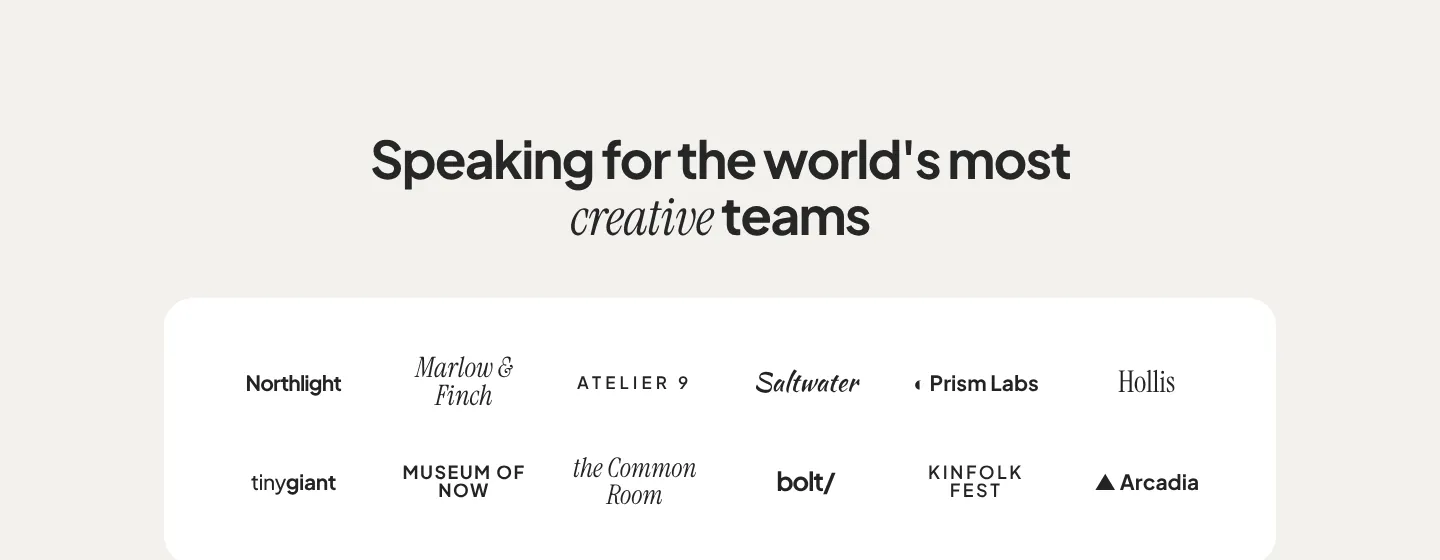 Speaking for the world's most
creative teams
Northlight
Marlow &
Finch
ATELIER 9
Saltwater
Prism Labs
Hollis
tinygiant
MUSEUM OF
NOW
the Common
Room
bolt/
KINFOLK
FEST
Arcadia